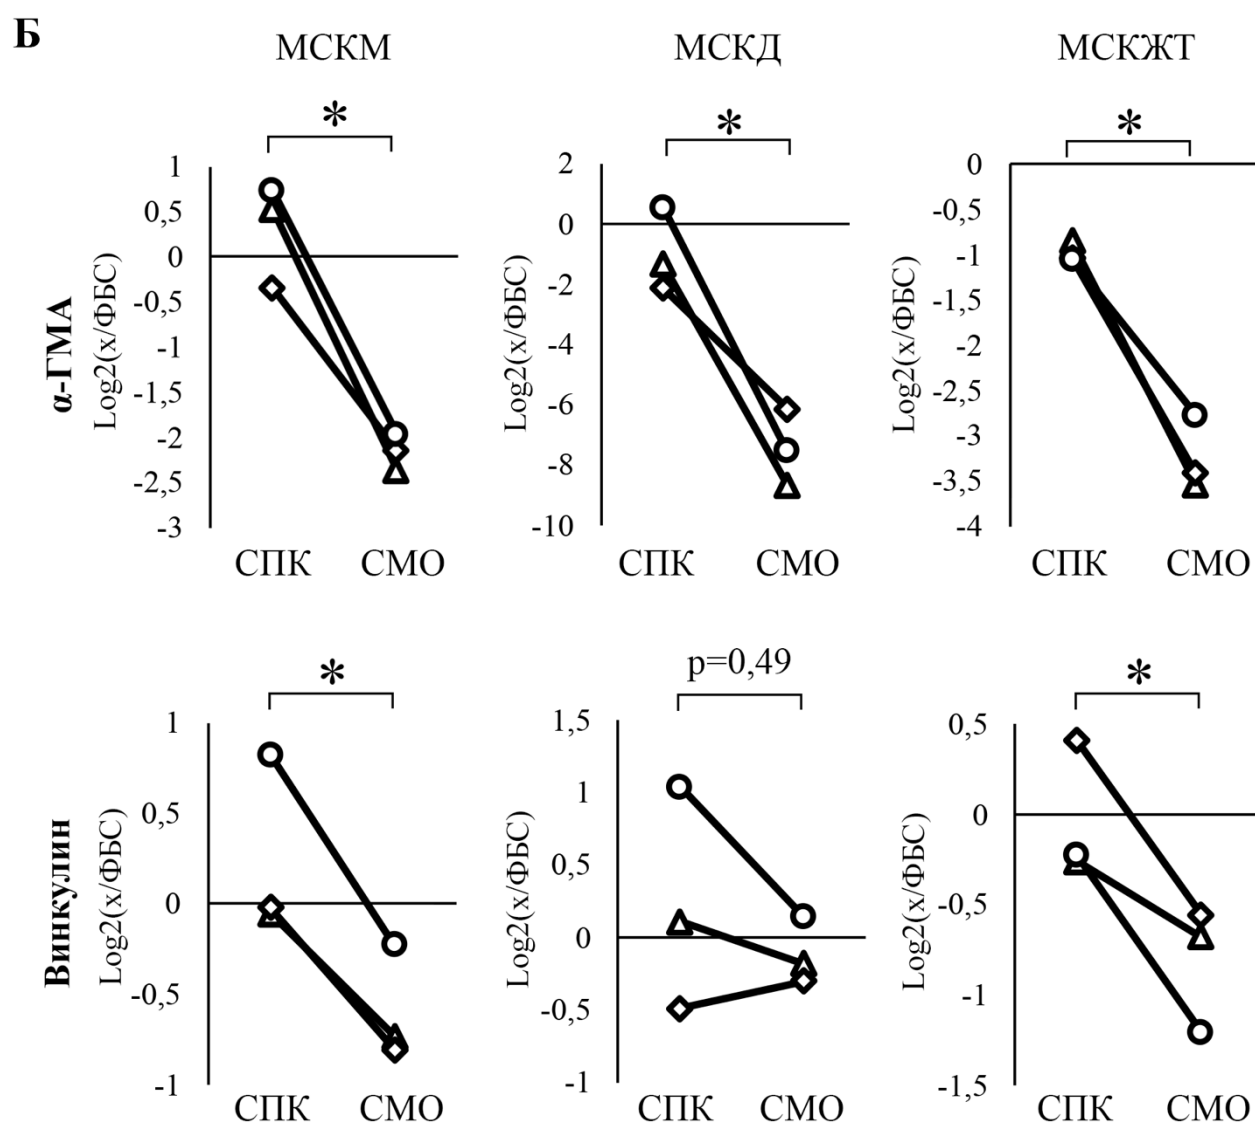 Б
МСКМ МСКД МСКЖТ
* * *
α-ГМА
Log2(x/ФБС)
1
0,5
0
-0,5
-1
-1,5
-2
-2,5
-3
СПК СМО
Log2(x/ФБС)
2
0
-2
-4
-6
-8
-10
СПК СМО
Log2(x/ФБС)
0
-0,5
-1
-1,5
-2
-2,5
-3
-3,5
-4
СПК СМО
* p=0,49 *
Винкулин
Log2(x/ФБС)
1
0,5
0
-0,5
-1
СПК СМО
Log2(x/ФБС)
1,5
1
0,5
0
-0,5
-1
СПК СМО
Log2(x/ФБС)
0,5
0
-0,5
-1
-1,5
СПК СМО